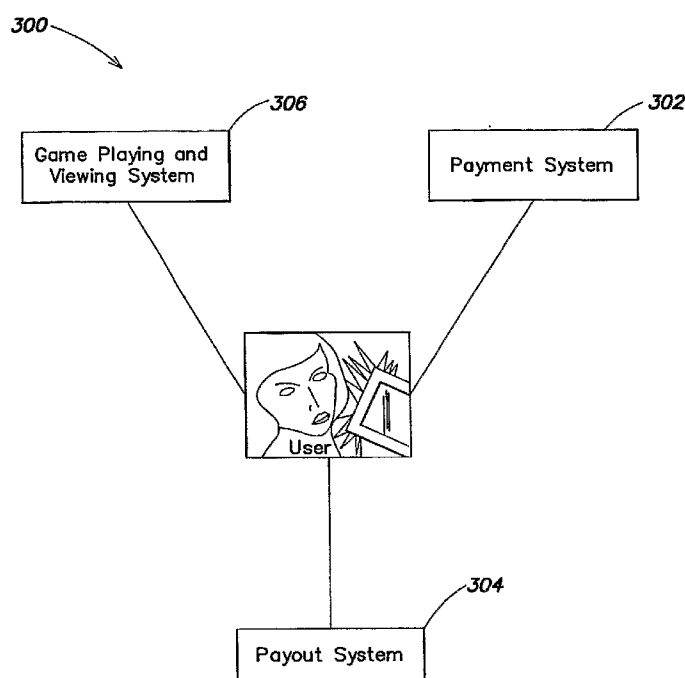 300
306
302
Game Playing and
Viewing System
Payment System
User
304
Payout System